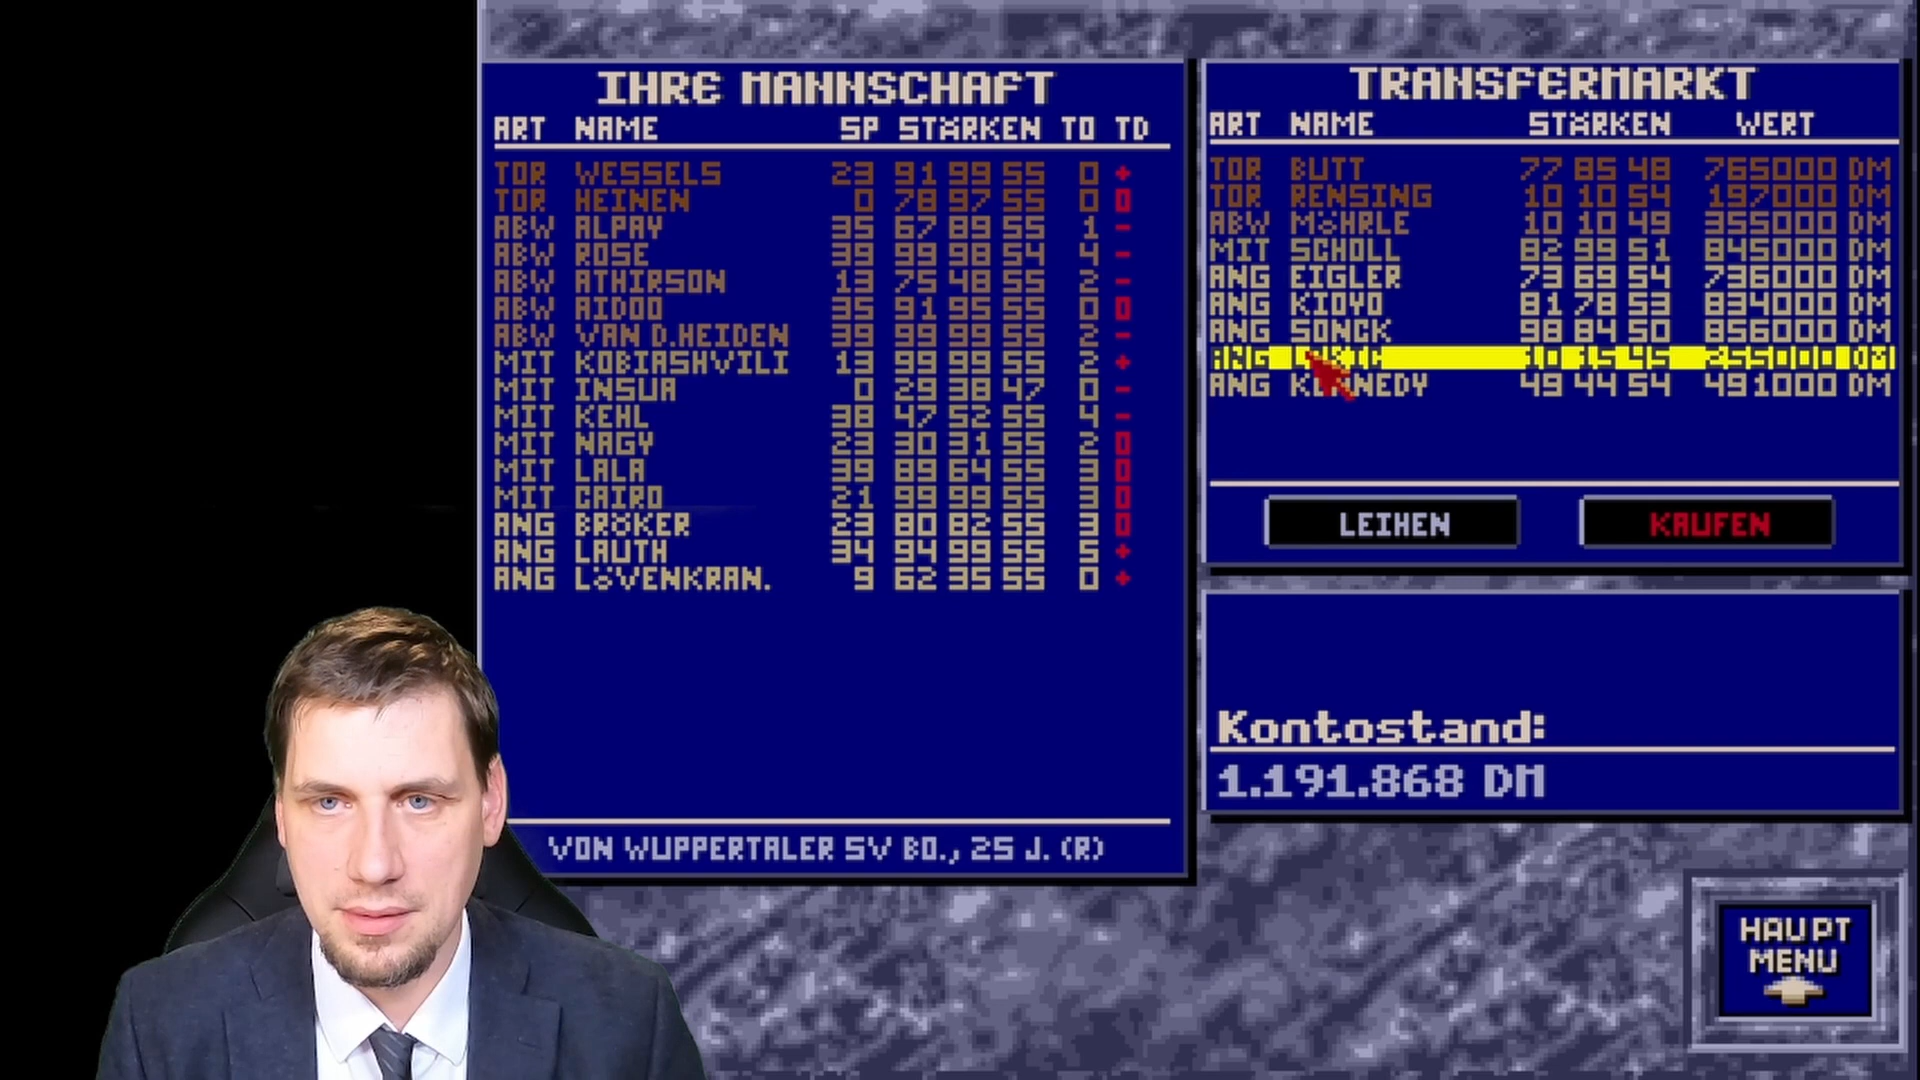 IHRE MANNSCHAFT
ART NAME SP STÄRKEN TO TD
TOR WESSELS 23 91 99 55 0 +
TOR HEINEN 0 78 97 55 0 0
ABW ALPAY 35 67 89 55 1 -
ABW ROSE 39 99 98 54 4 -
ABW ATHIRSON 13 75 48 55 2 -
ABW AIDOO 35 91 95 55 0 0
ABW VAN D.HEIDEN 39 99 99 55 2 -
MIT KOBIASHVILI 13 99 99 55 2 +
MIT INSUA 0 29 38 47 0 -
MIT KEHL 38 47 52 55 4 -
MIT NAGY 23 30 31 55 2 0
MIT LALA 39 89 64 55 3 0
MIT CAIRO 21 99 99 55 3 0
ANG BRÖKER 23 80 82 55 3 0
ANG LAUTH 34 94 99 55 5 +
ANG LÖVENKRAN. 9 62 35 55 0 +
VON WUPPERTALER SV BO., 25 J. (R)
TRANSFERMARKT
ART NAME STÄRKEN WERT
TOR BUTT 77 85 48 765000 DM
TOR RENSING 10 10 54 197000 DM
ABW MÖHRLE 10 10 49 355000 DM
MIT SCHOLL 82 99 51 845000 DM
ANG EIGLER 73 69 54 736000 DM
ANG KIOYO 81 78 53 834000 DM
ANG SONCK 98 84 50 856000 DM
ANG 10 15 45 255000 DM
ANG KENNEDY 49 44 54 491000 DM
LEIHEN KAUFEN
Kontostand:
1.191.868 DM
HAUPT
MENU